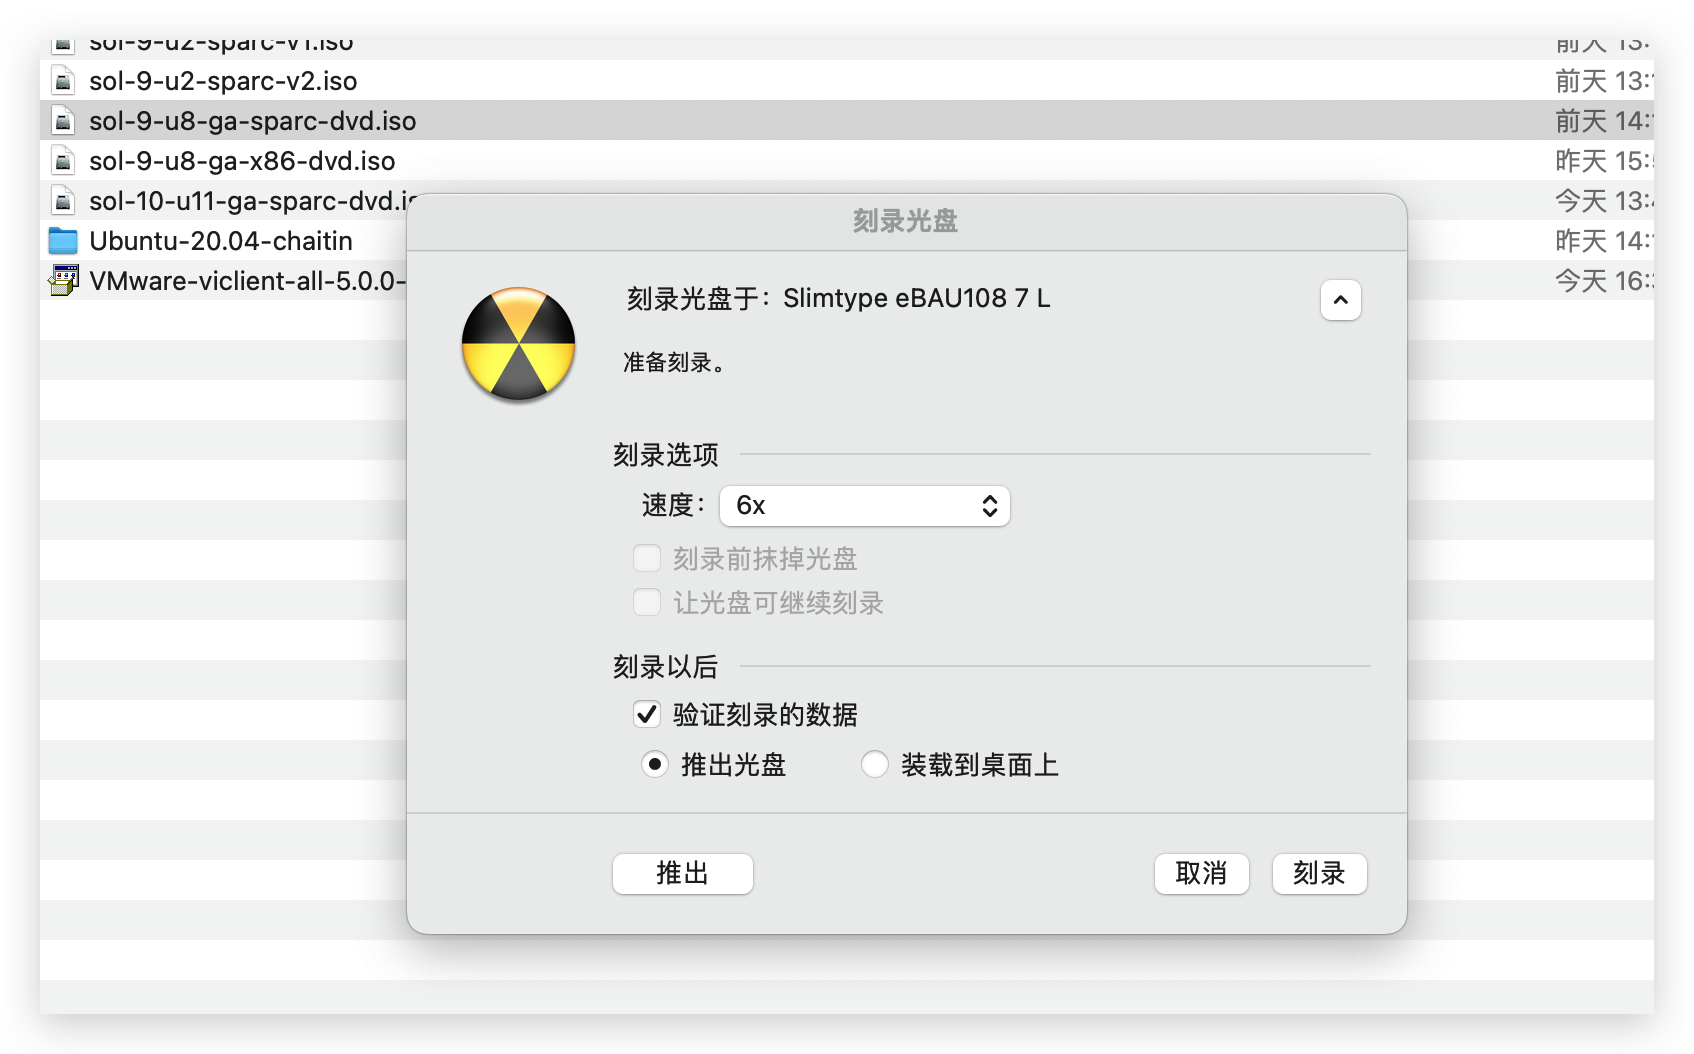 sol-9-u2-sparc-v1.iso
前天 13:
sol-9-u2-sparc-v2.iso
前天 13:
sol-9-u8-ga-sparc-dvd.iso
前天 14:
sol-9-u8-ga-x86-dvd.iso
昨天 15:
sol-10-u11-ga-sparc-dvd.is
今天 13:
Ubuntu-20.04-chaitin
昨天 14:
VMware-viclient-all-5.0.0-
今天 16:
刻录光盘
刻录光盘于：Slimtype eBAU108 7 L
准备刻录。
刻录选项
速度： 6x
刻录前抹掉光盘
让光盘可继续刻录
刻录以后
验证刻录的数据
推出光盘 装载到桌面上
推出 取消 刻录